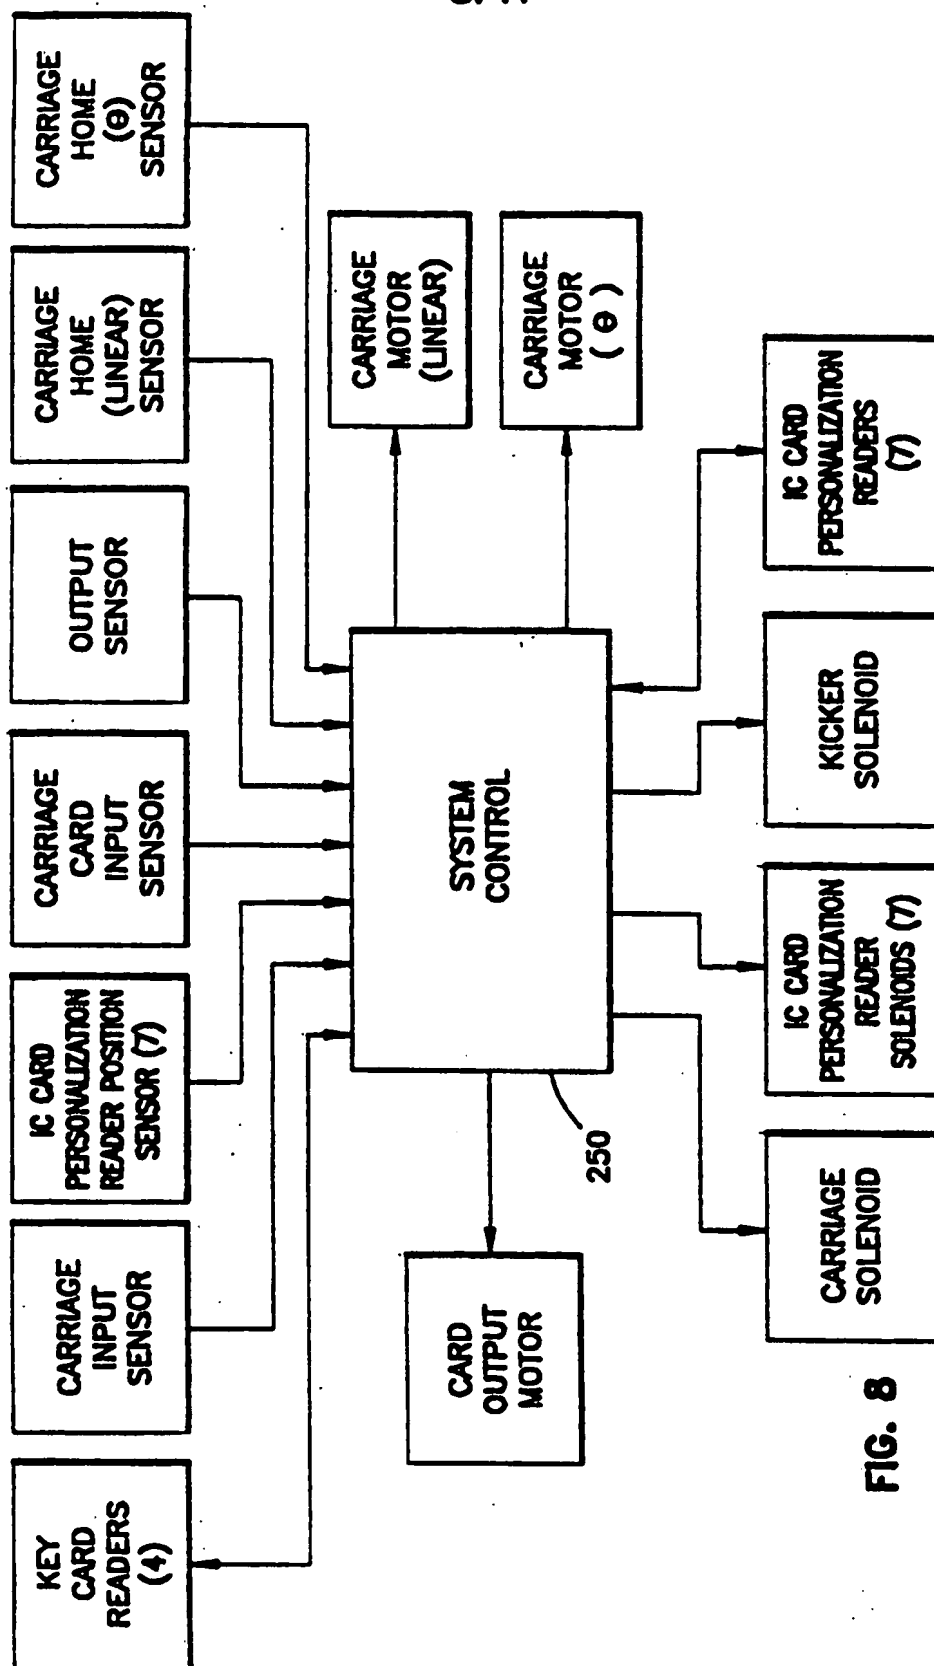 KEY
CARD
READERS
(4)
CARRIAGE
INPUT
SENSOR
IC CARD
PERSONALIZATION
READER POSITION
SENSOR (7)
CARRIAGE
CARD
INPUT
SENSOR
OUTPUT
SENSOR
CARRIAGE
HOME
(LINEAR)
SENSOR
CARRIAGE
HOME
(Θ)
SENSOR
CARD
OUTPUT
MOTOR
SYSTEM
CONTROL
250
CARRIAGE
MOTOR
(LINEAR)
CARRIAGE
MOTOR
( Θ )
CARRIAGE
SOLENOID
IC CARD
PERSONALIZATION
READER
SOLENOIDS (7)
KICKER
SOLENOID
IC CARD
PERSONALIZATION
READERS
(7)
FIG. 8